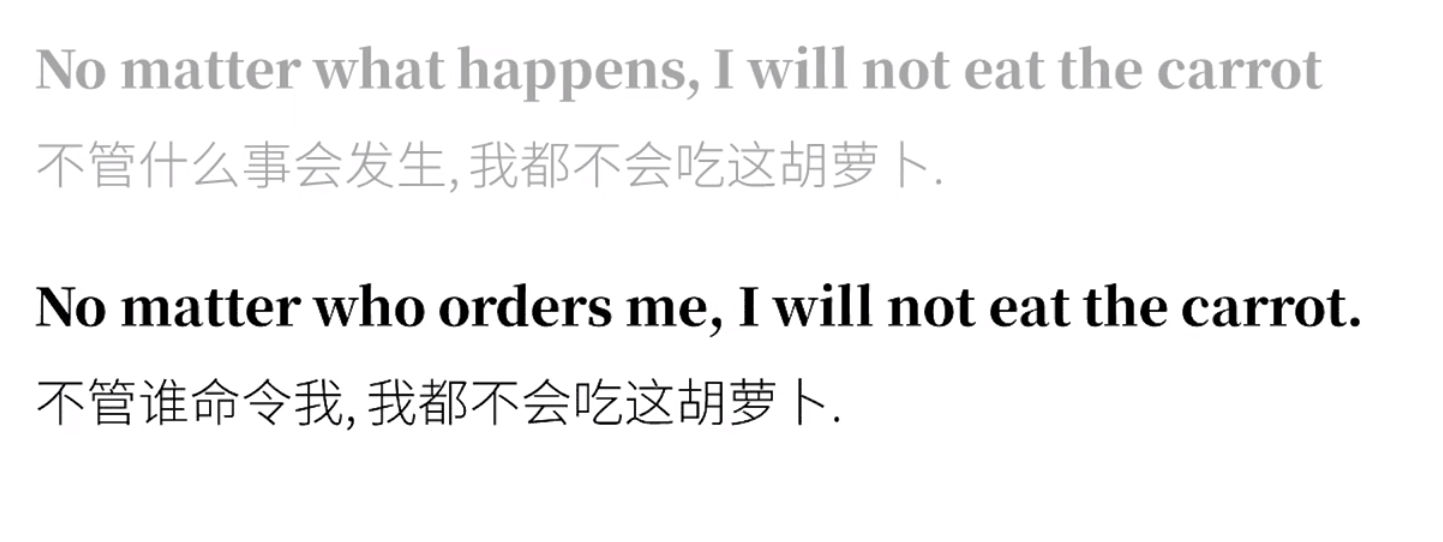 No matter what happens, I will not eat the carrot
不管什么事会发生, 我都不会吃这胡萝卜.
No matter who orders me, I will not eat the carrot.
不管谁命令我, 我都不会吃这胡萝卜.